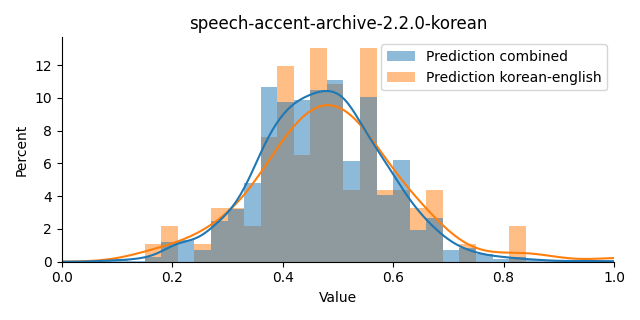 speech-accent-archive-2.2.0-korean
Prediction combined
Prediction korean-english
Percent
12
10
8
6
4
2
0
0.0 0.2 0.4 0.6 0.8 1.0
Value